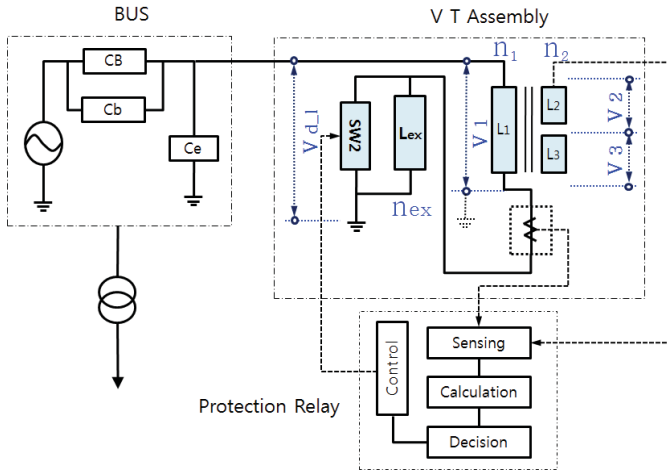 BUS
V T Assembly
CB
Cb
Ce
V d_l
SW2
Lex
nex
V 1
n1
n2
L1
L2
L3
V 2
V 3
Protection Relay
Control
Sensing
Calculation
Decision